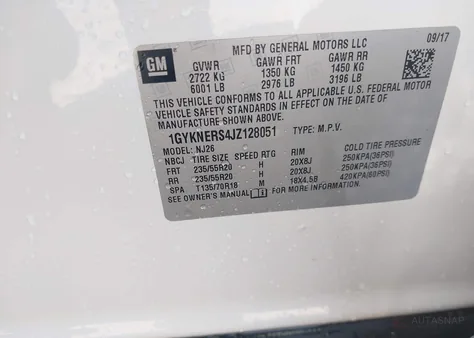 09/17
MFD BY GENERAL MOTORS LLC
GM
GVWR GAWR FRT GAWR RR
2722 KG 1350 KG 1450 KG
6001 LB 2976 LB 3196 LB
THIS VEHICLE CONFORMS TO ALL APPLICABLE U.S. FEDERAL MOTOR
VEHICLE SAFETY STANDARDS IN EFFECT ON THE DATE OF
MANUFACTURE SHOWN ABOVE.
1GYKNERS4JZ128051 TYPE: M.P.V.
MODEL: NJ26
NBCJ TIRE SIZE SPEED RTG RIM COLD TIRE PRESSURE
FRT 235/55R20 H 20X8J 250KPA(36PSI)
RR 235/55R20 H 20X8J 250KPA(36PSI)
SPA T135/70R18 M 18X4.5B 420KPA(60PSI)
SEE OWNER'S MANUAL FOR MORE INFORMATION.
AUTASNAP